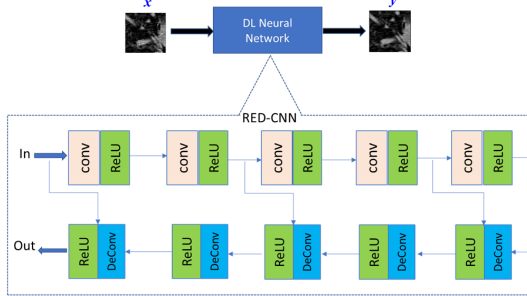 x
y
DL Neural
Network
RED-CNN
In
conv
ReLU
conv
ReLU
conv
ReLU
conv
ReLU
conv
ReLU
Out
ReLU
DeConv
ReLU
DeConv
ReLU
DeConv
ReLU
DeConv
ReLU
DeConv